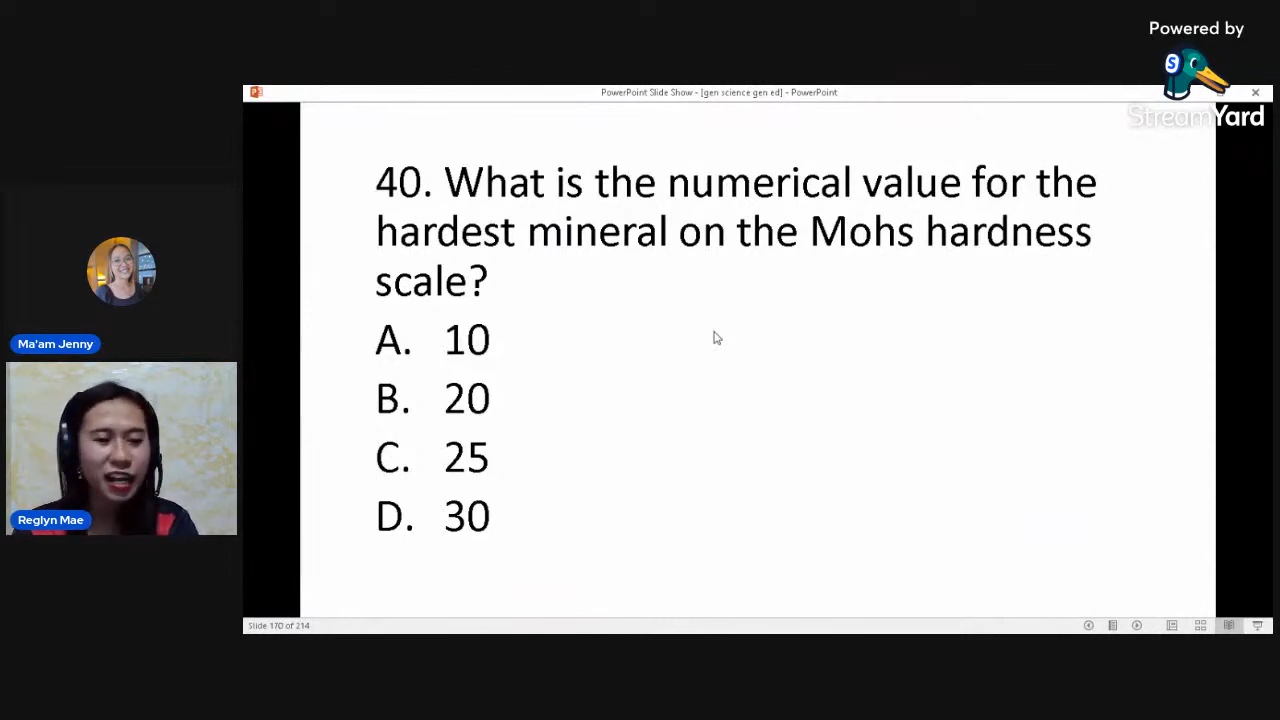 Powered by
S
StreamYard
PowerPoint Slide Show - [gen science gen ed] - PowerPoint
40. What is the numerical value for the
hardest mineral on the Mohs hardness
scale?
A. 10
B. 20
C. 25
D. 30
Ma'am Jenny
Reglyn Mae
Slide 170 of 214